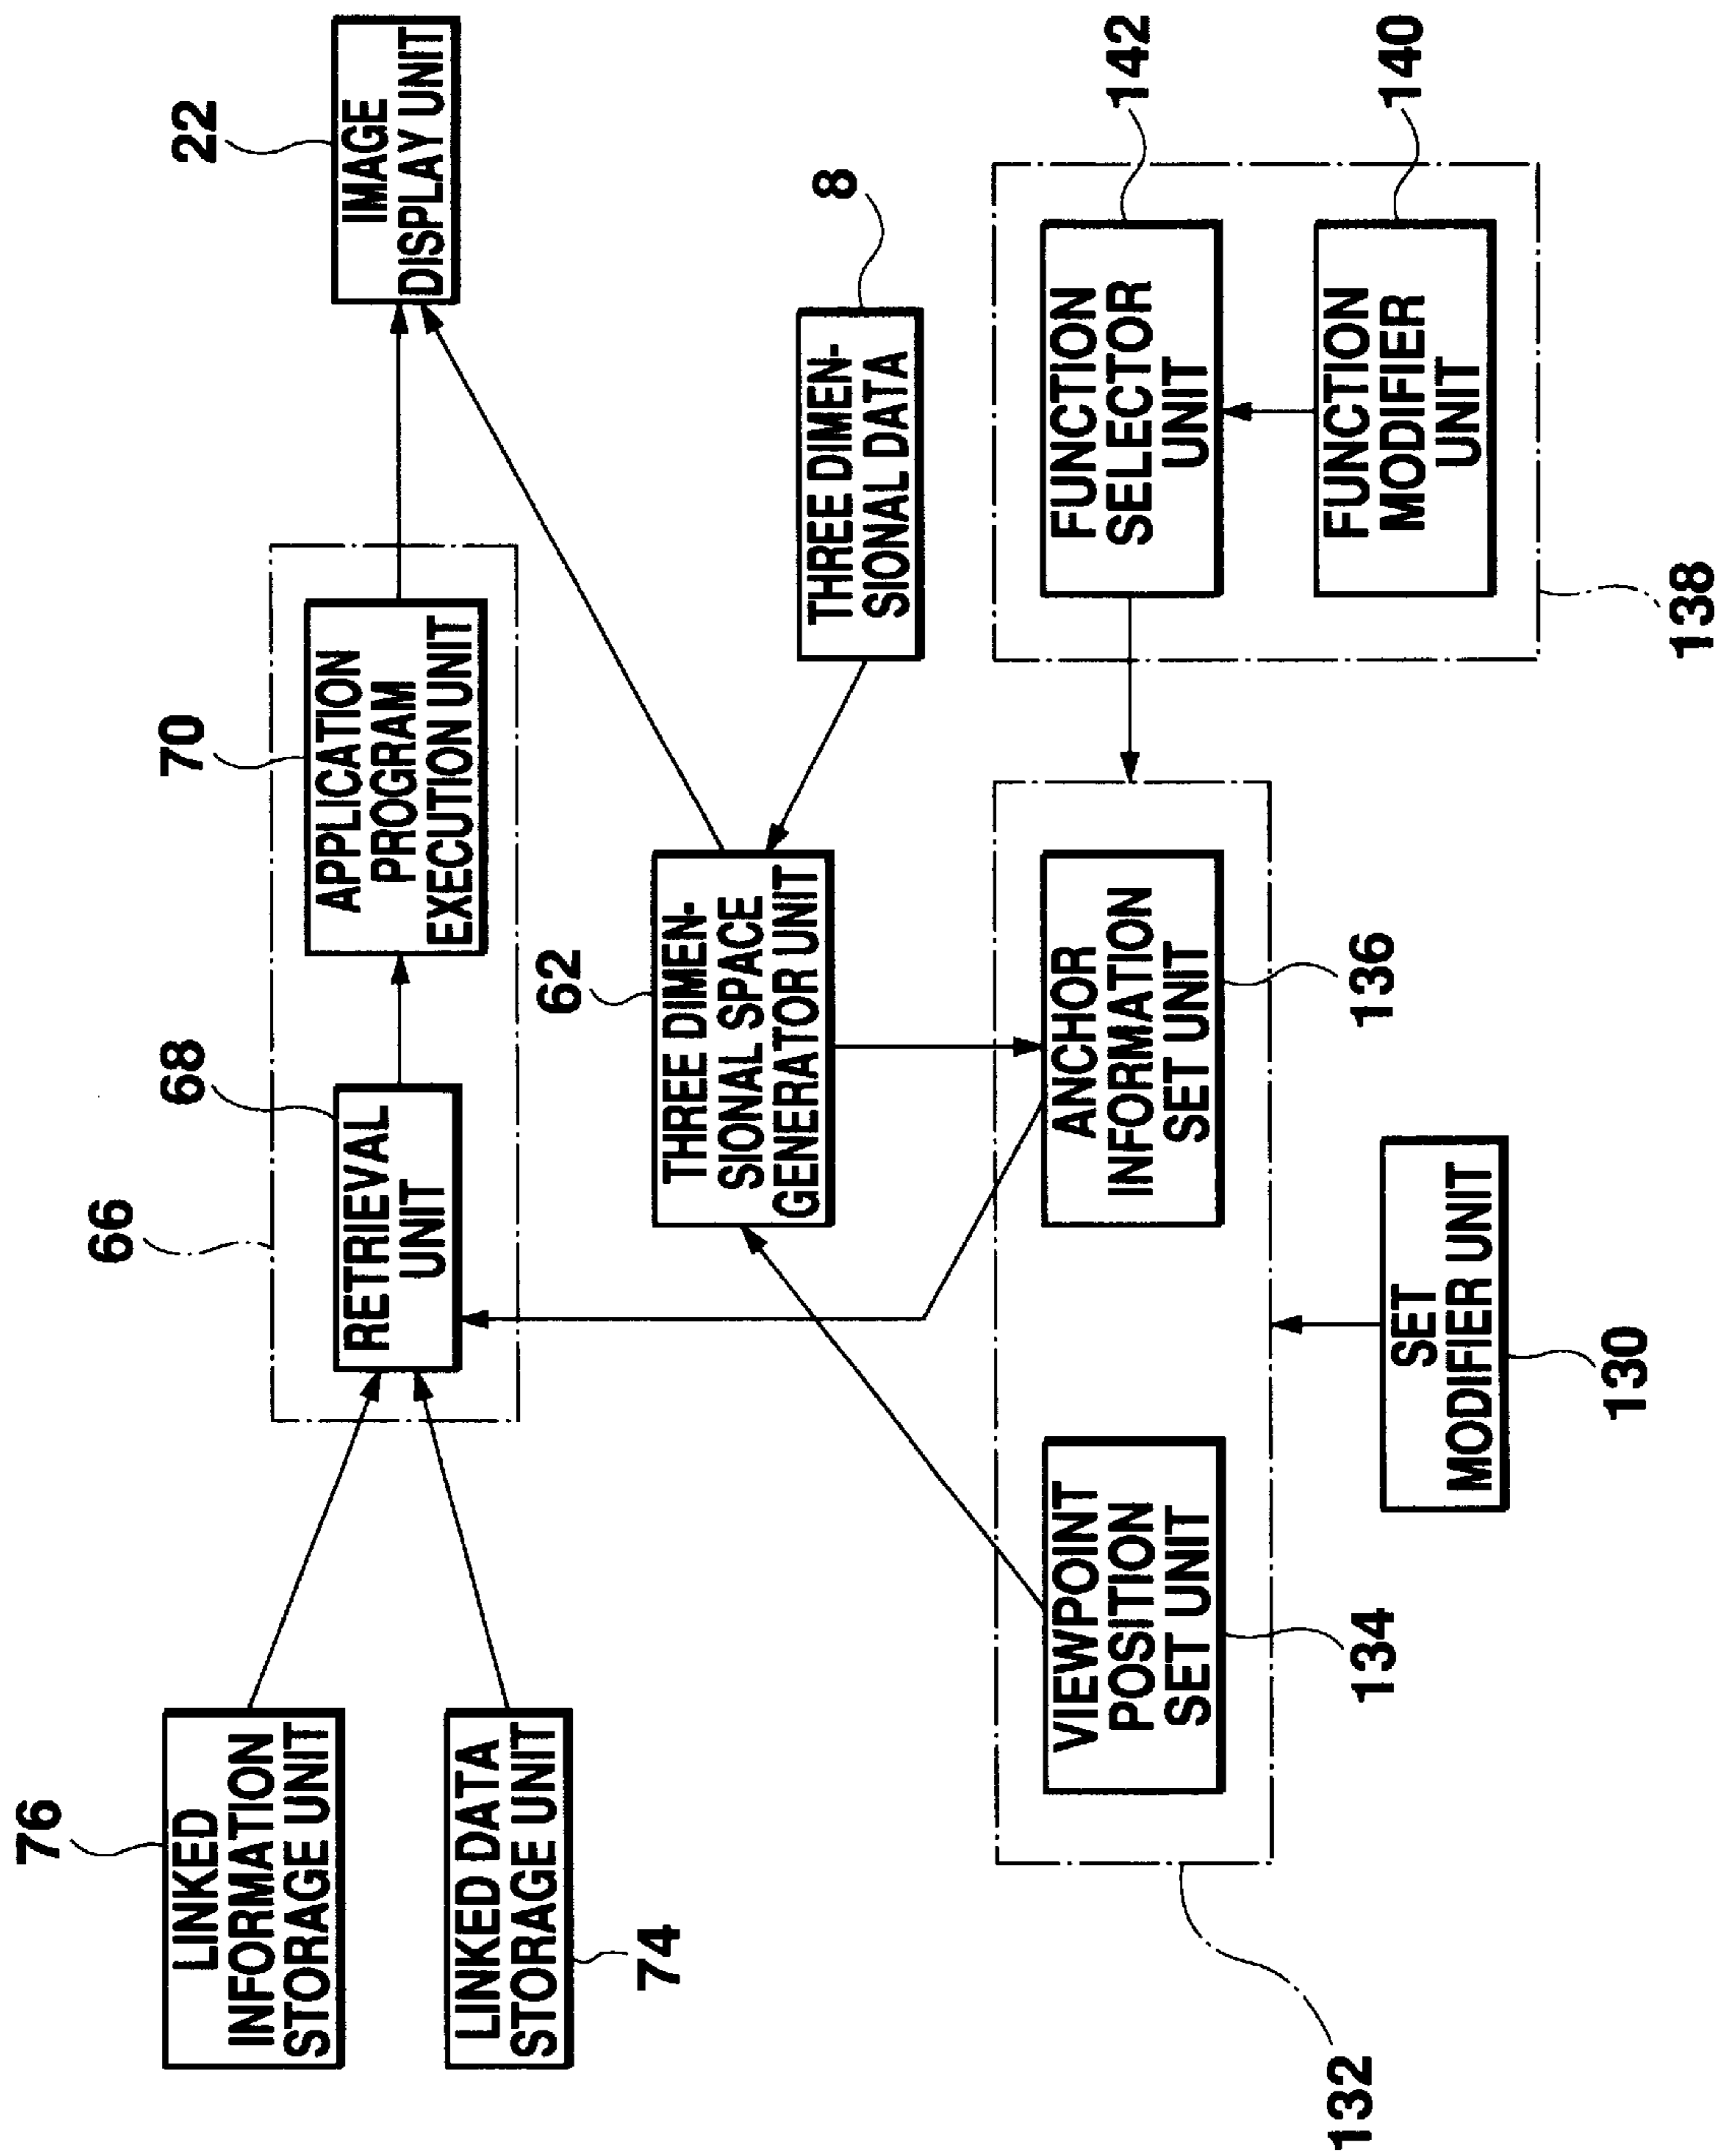 76
LINKED
INFORMATION
STORAGE UNIT
LINKED DATA
STORAGE UNIT
74
66
68
RETRIEVAL
UNIT
70
APPLICATION
PROGRAM
EXECUTION UNIT
22
IMAGE
DISPLAY UNIT
62
THREE DIMEN-
SIONAL SPACE
GENERATOR UNIT
8
THREE DIMEN-
SIONAL DATA
VIEWPOINT
POSITION
SET UNIT
134
ANCHOR
INFORMATION
SET UNIT
136
132
SET
MODIFIER UNIT
130
FUNCTION
SELECTOR
UNIT
142
FUNCTION
MODIFIER
UNIT
140
138